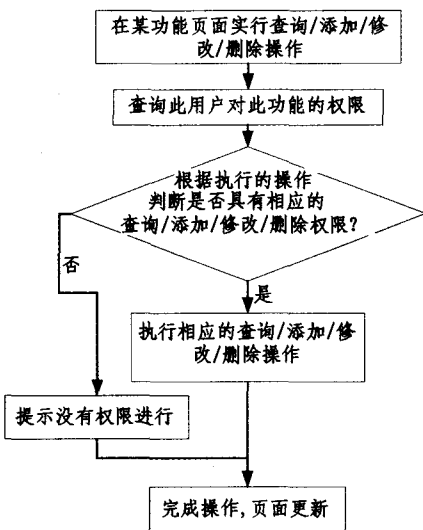 在某功能页面实行查询/添加/修
改/删除操作
查询此用户对此功能的权限
根据执行的操作
判断是否具有相应的
查询/添加/修改/删除权限?
否
是
执行相应的查询/添加/修
改/删除操作
提示没有权限进行
完成操作,页面更新